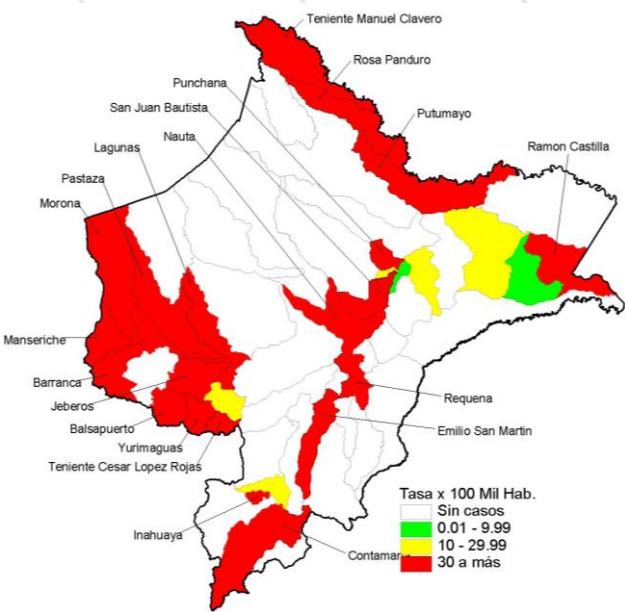 Teniente Manuel Clavero
Rosa Panduro
Punchana
San Juan Bautista
Putumayo
Nauta
Ramon Castilla
Lagunas
Pastaza
Morona
Manseriche
Barranca
Requena
Jeberos
Balsapuerto
Emilio San Martin
Yurimaguas
Teniente Cesar Lopez Rojas
Inahuaya
Contamana
Tasa x 100 Mil Hab.
Sin casos
0.01 - 9.99
10 - 29.99
30 a más